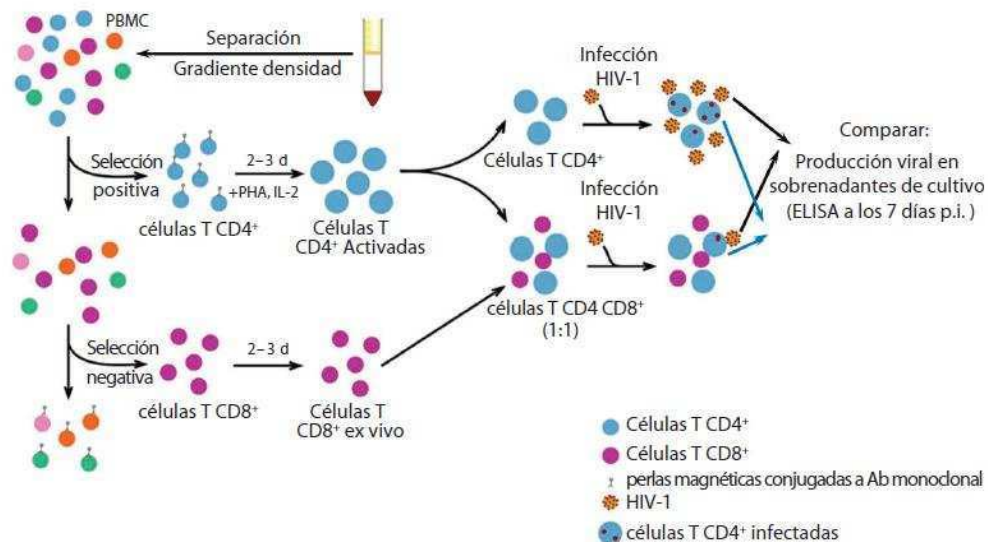 PBMC
Separación
Gradiente densidad
Selección
positiva
2–3 d
+PHA, IL-2
células T CD4⁺
Células T
CD4⁺ Activadas
Células T CD4⁺
Infección
HIV-1
Infección
HIV-1
células T CD4 CD8⁺
(1:1)
Comparar:
Producción viral en
sobrenadantes de cultivo
(ELISA a los 7 días p.i. )
Selección
negativa
2–3 d
células T CD8⁺
Células T
CD8⁺ ex vivo
Células T CD4⁺
Células T CD8⁺
perlas magnéticas conjugadas a Ab monoclonal
HIV-1
células T CD4⁺ infectadas